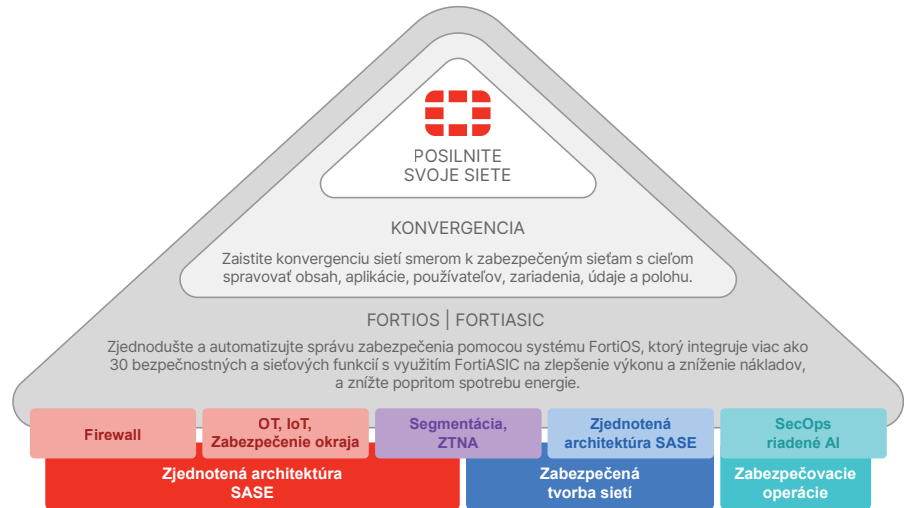 POSILNITE
SVOJE SIETE
KONVERGENCIA
Zaistite konvergenciu sietí smerom k zabezpečeným sieťam s cieľom
spravovať obsah, aplikácie, používateľov, zariadenia, údaje a polohu.
FORTIOS | FORTIASIC
Zjednodušte a automatizujte správu zabezpečenia pomocou systému FortiOS, ktorý integruje viac ako
30 bezpečnostných a sieťových funkcií s využitím FortiASIC na zlepšenie výkonu a zníženie nákladov,
a znížte popritom spotrebu energie.
Firewall
OT, IoT,
Zabezpečenie okraja
Segmentácia,
ZTNA
Zjednotená
architektúra SASE
SecOps
riadené AI
Zjednotená architektúra
SASE
Zabezpečená
tvorba sietí
Zabezpečovacie
operácie